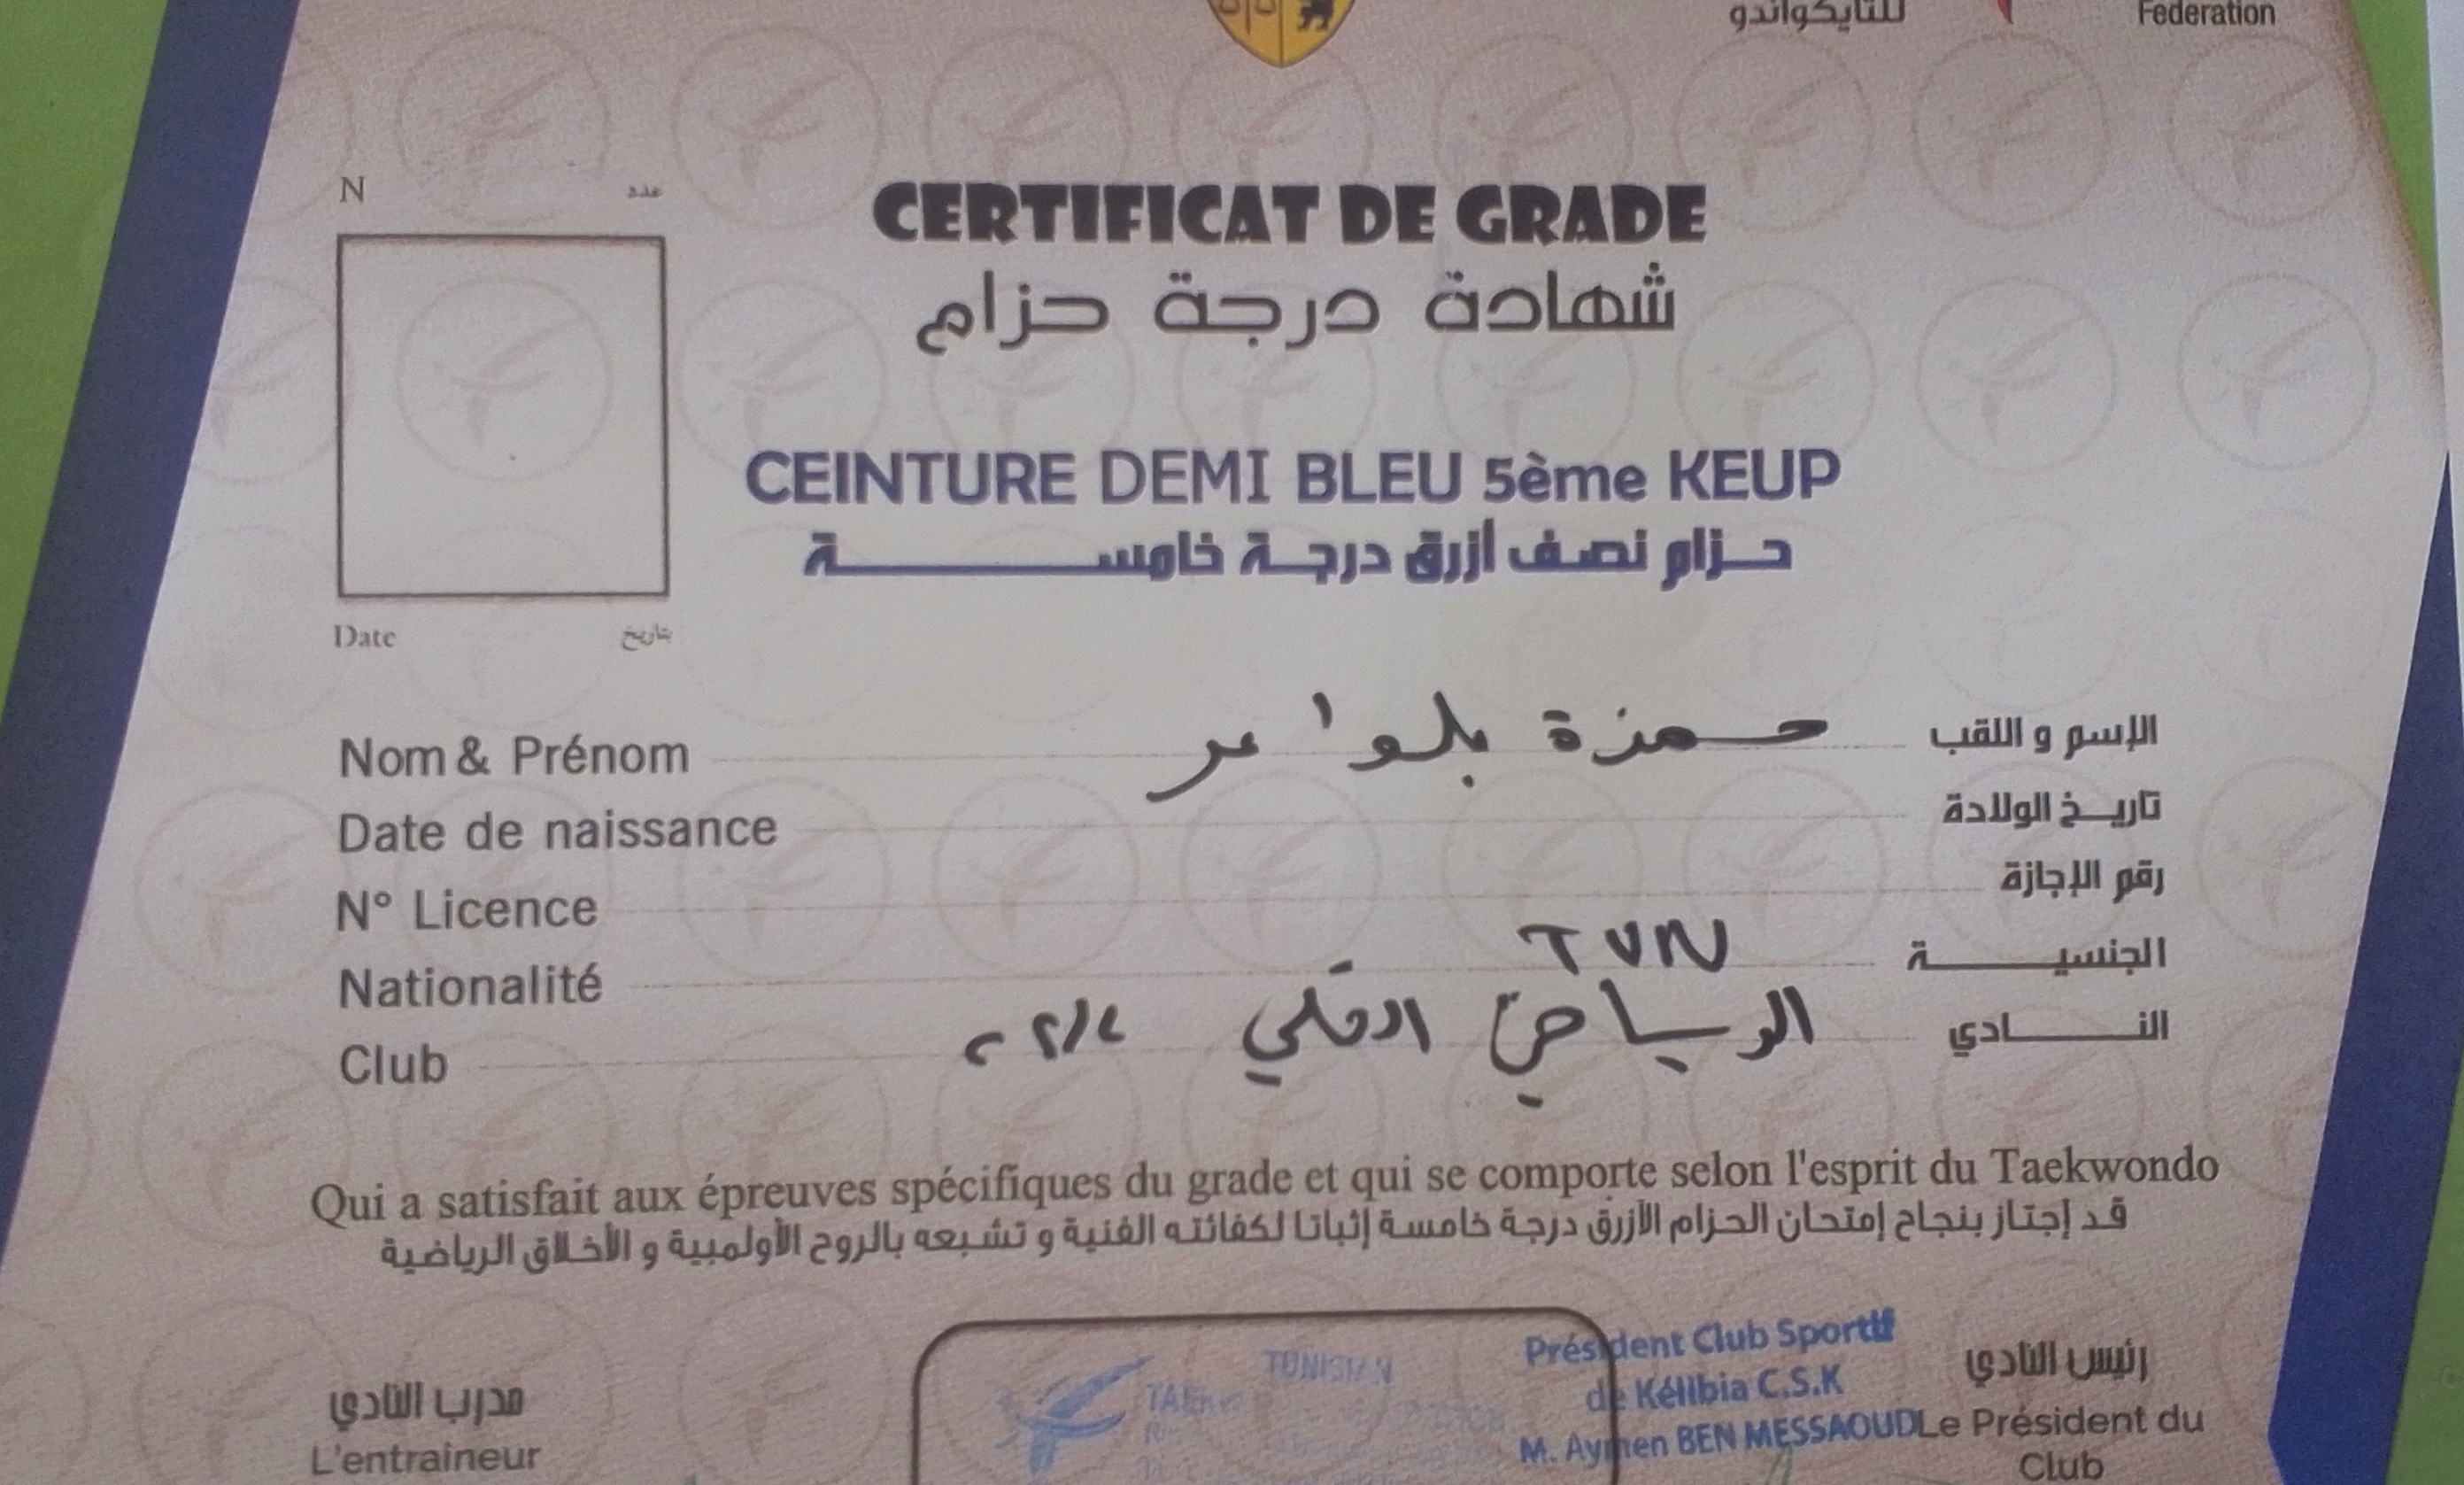 للتايكواندو
Federation
N عدد
CERTIFICAT DE GRADE
شهادة درجة حزام
CEINTURE DEMI BLEU 5ème KEUP
حزام نصف أزرق درجة خامسة
Date بتاريخ
Nom & Prénom حمزة بلواعر الإسم و اللقب
Date de naissance تاريخ الولادة
N° Licence رقم الإجازة
Nationalité TUN الجنسية
Club النادي
Qui a satisfait aux épreuves spécifiques du grade et qui se comporte selon l'esprit du Taekwondo
قد إجتاز بنجاح إمتحان الحزام الأزرق درجة خامسة إثباتا لكفائته الفنية و تشبعه بالروح الأولمبية و الأخلاق الرياضية
مدرب النادي
L'entraineur
TUNISIAN
Président Club Sportif
de Kélibia C.S.K
M. Aymen BEN MESSAOUD
رئيس النادي
Le Président du
Club